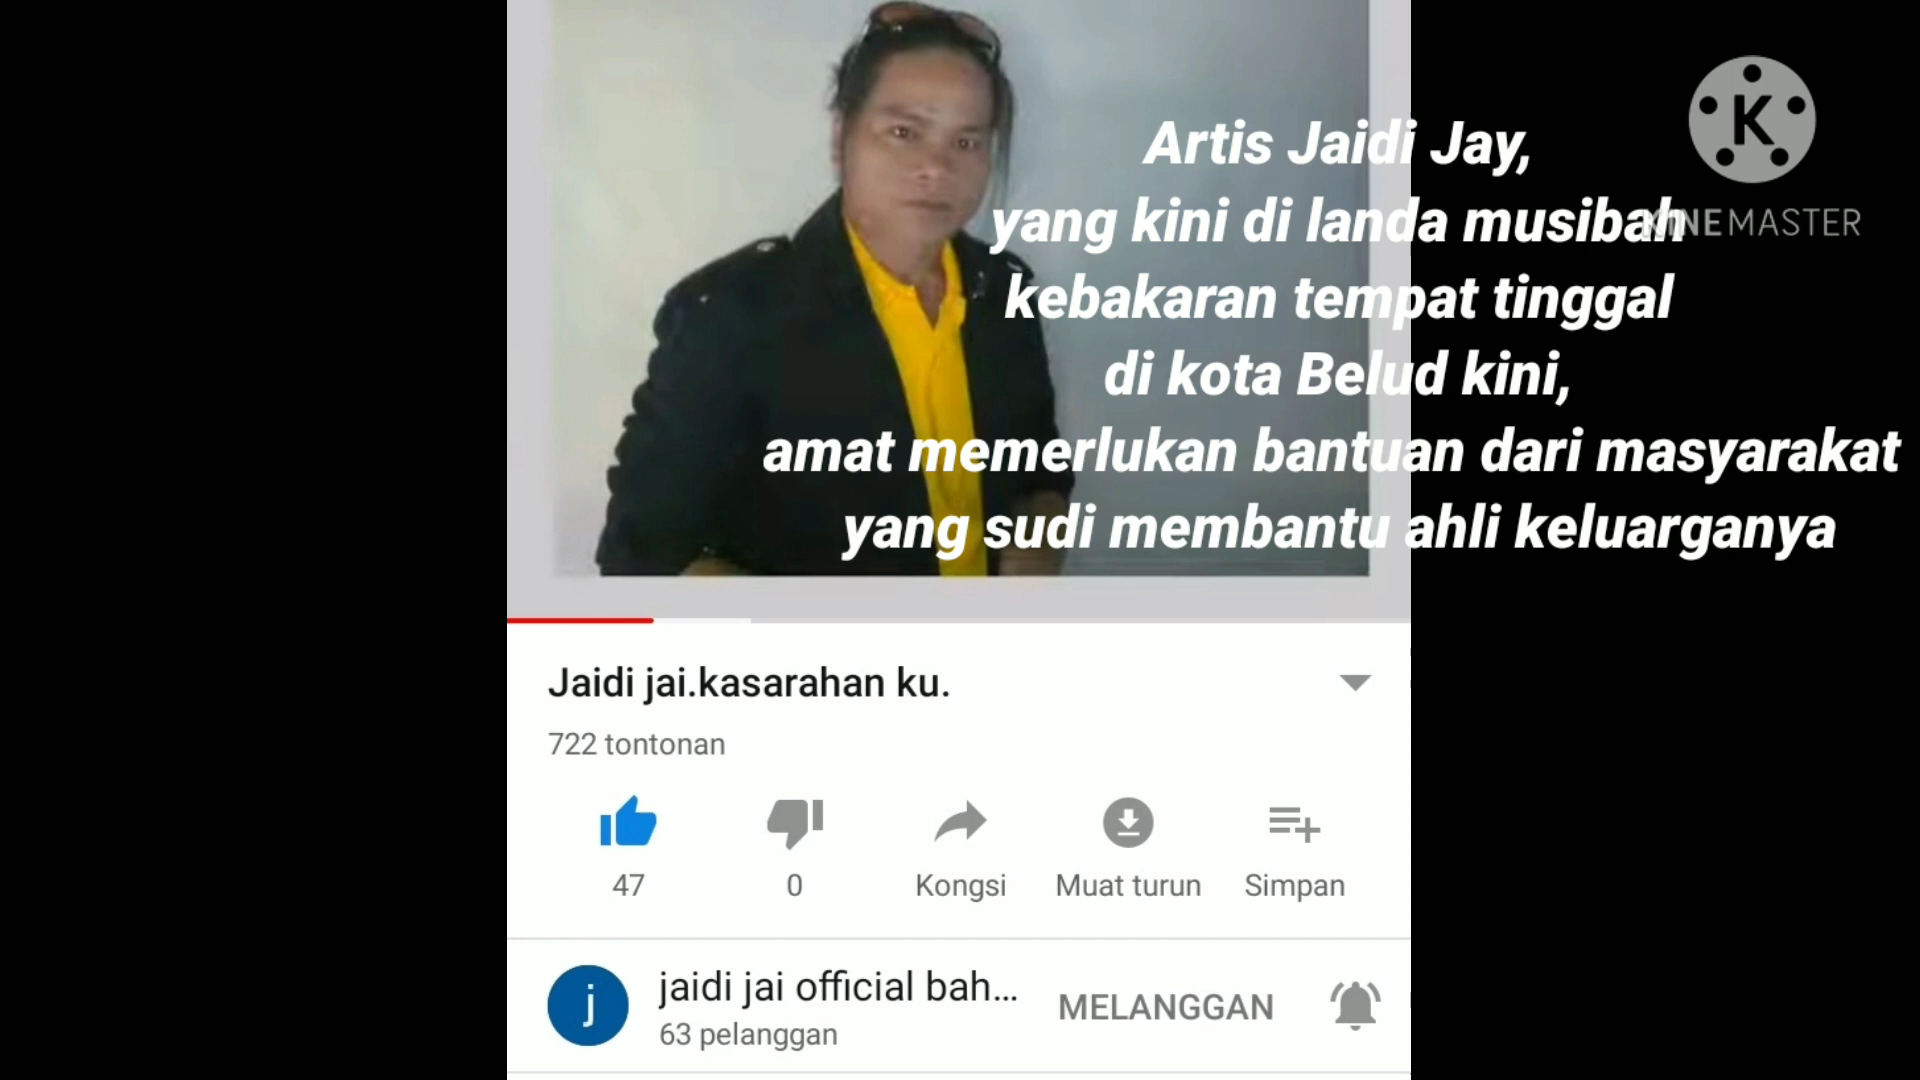 Artis Jaidi Jay,
yang kini di landa musibah
kebakaran tempat tinggal
di kota Belud kini,
amat memerlukan bantuan dari masyarakat
yang sudi membantu ahli keluarganya
K
KINEMASTER
Jaidi jai.kasarahan ku.
722 tontonan
47
0
Kongsi
Muat turun
Simpan
j
jaidi jai official bah...
MELANGGAN
63 pelanggan